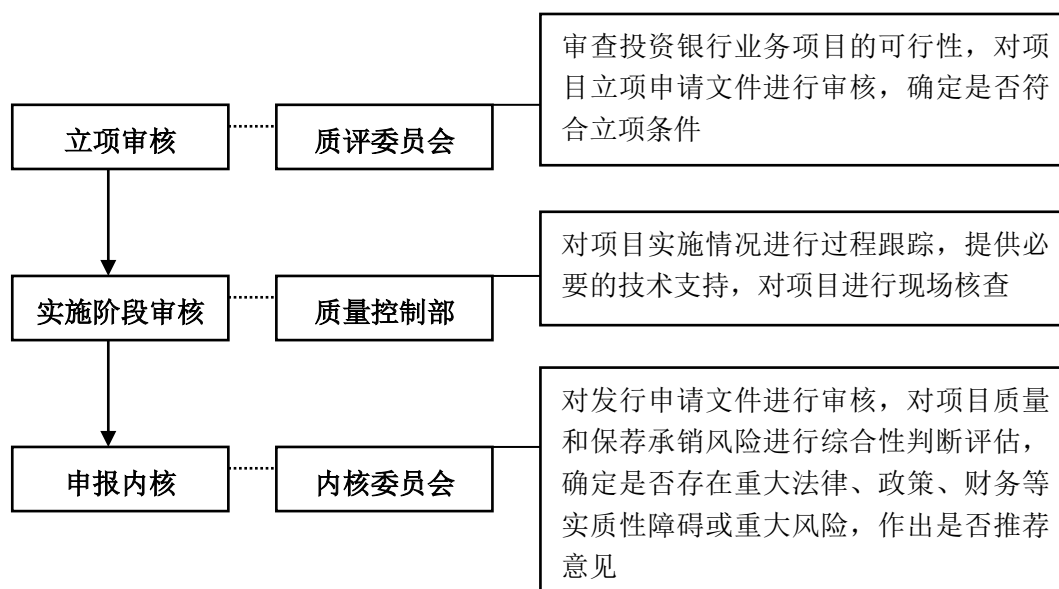 审查投资银行业务项目的可行性，对项
目立项申请文件进行审核，确定是否符
合立项条件
立项审核
质评委员会
对项目实施情况进行过程跟踪，提供必
要的技术支持，对项目进行现场核查
实施阶段审核
质量控制部
对发行申请文件进行审核，对项目质量
和保荐承销风险进行综合性判断评估，
确定是否存在重大法律、政策、财务等
实质性障碍或重大风险，作出是否推荐
意见
申报内核
内核委员会